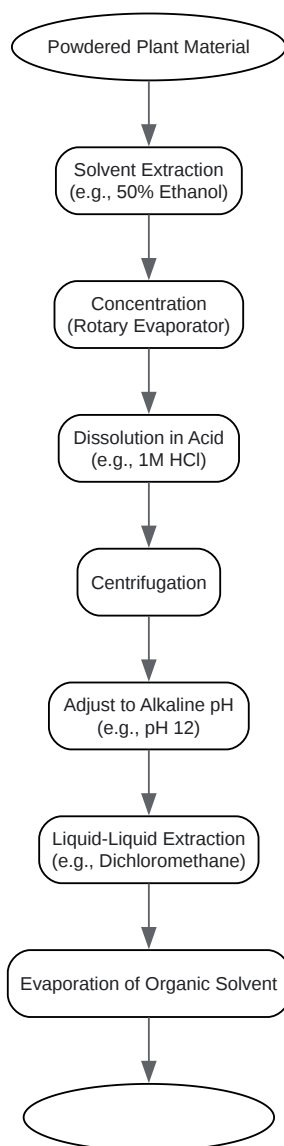 Powdered Plant Material
Solvent Extraction
(e.g., 50% Ethanol)
Concentration
(Rotary Evaporator)
Dissolution in Acid
(e.g., 1M HCl)
Centrifugation
Adjust to Alkaline pH
(e.g., pH 12)
Liquid-Liquid Extraction
(e.g., Dichloromethane)
Evaporation of Organic Solvent